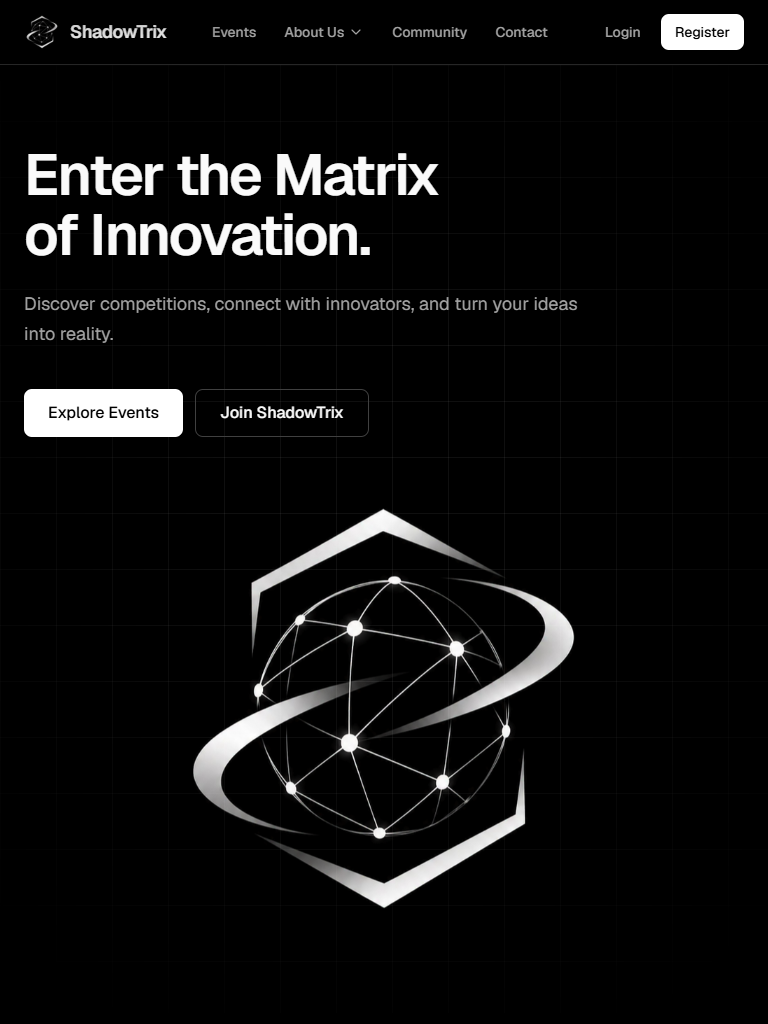 ShadowTrix
Events
About Us
Community
Contact
Login
Register
Enter the Matrix
of Innovation.
Discover competitions, connect with innovators, and turn your ideas
into reality.
Explore Events
Join ShadowTrix